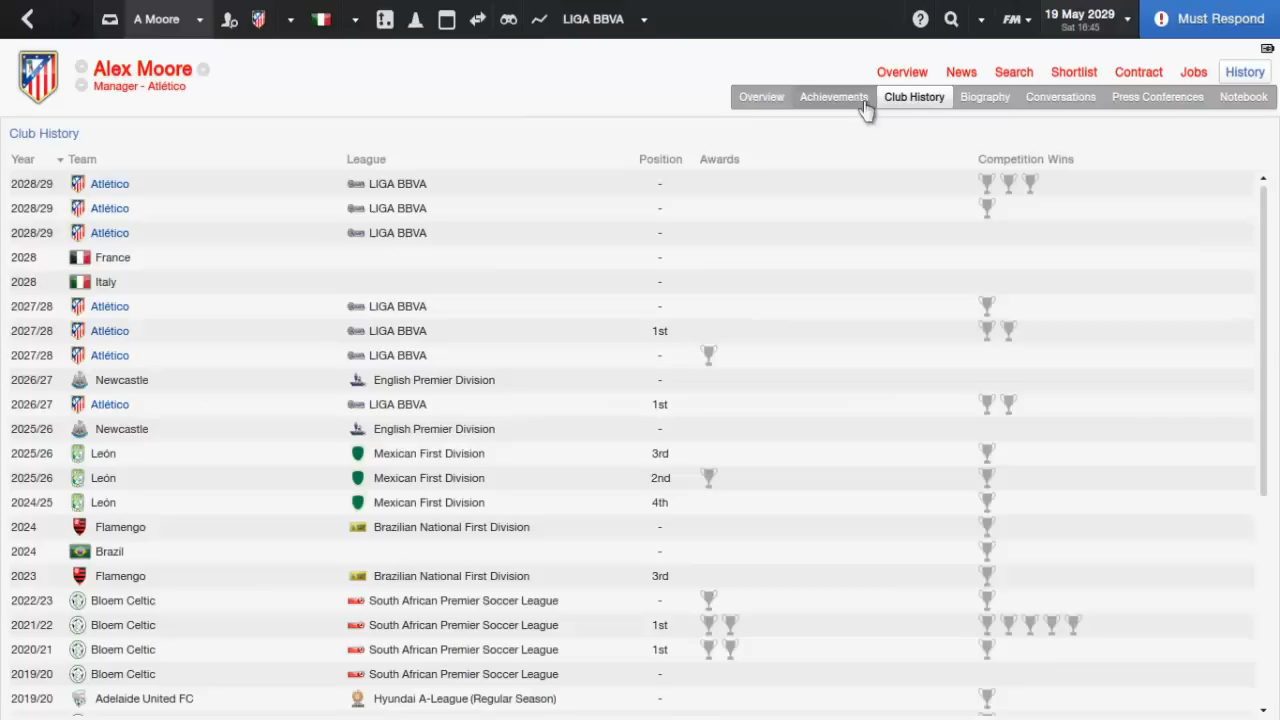 A Moore LIGA BBVA FM 19 May 2029 Must Respond
Sat 16:45
Alex Moore
Manager - Atlético
Overview News Search Shortlist Contract Jobs History
Overview Achievements Club History Biography Conversations Press Conferences Notebook
Club History
Year Team League Position Awards Competition Wins
2028/29 Atlético LIGA BBVA -
2028/29 Atlético LIGA BBVA -
2028/29 Atlético LIGA BBVA -
2028 France -
2028 Italy -
2027/28 Atlético LIGA BBVA -
2027/28 Atlético LIGA BBVA 1st
2027/28 Atlético LIGA BBVA -
2026/27 Newcastle English Premier Division -
2026/27 Atlético LIGA BBVA 1st
2025/26 Newcastle English Premier Division -
2025/26 León Mexican First Division 3rd
2025/26 León Mexican First Division 2nd
2024/25 León Mexican First Division 4th
2024 Flamengo Brazilian National First Division -
2024 Brazil -
2023 Flamengo Brazilian National First Division 3rd
2022/23 Bloem Celtic South African Premier Soccer League -
2021/22 Bloem Celtic South African Premier Soccer League 1st
2020/21 Bloem Celtic South African Premier Soccer League 1st
2019/20 Bloem Celtic South African Premier Soccer League -
2019/20 Adelaide United FC Hyundai A-League (Regular Season) -